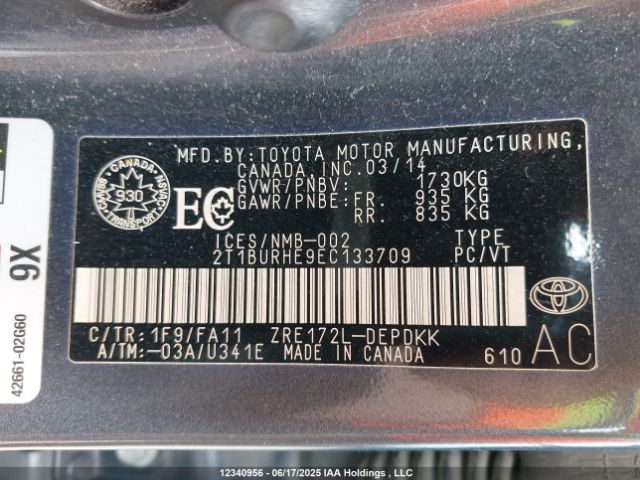 MFD.BY:TOYOTA MOTOR MANUFACTURING,
CANADA,INC.03/14
GVWR/PNBV: 1730KG
GAWR/PNBE: FR. 935 KG
RR. 835 KG
CANADA
930
TRANSPORT
EC
ICES/NMB-002 TYPE
2T1BURHE9EC133709 PC/VT
C/TR:1F9/FA11 ZRE172L-DEPDKK
A/TM:-03A/U341E MADE IN CANADA 610 AC
9X
42661-02G60
12340956 - 06/17/2025 IAA Holdings , LLC